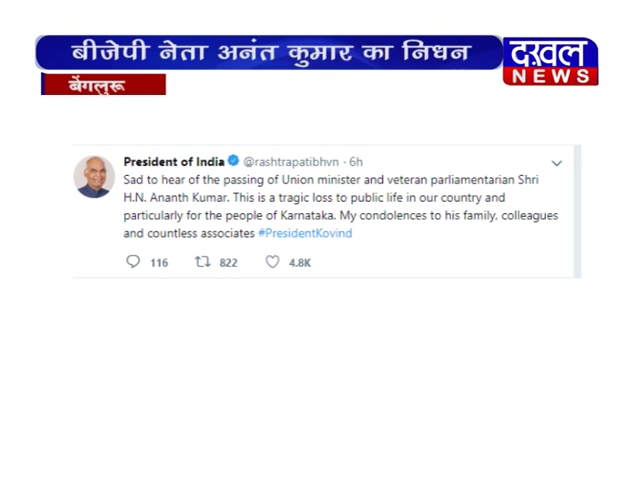 बीजेपी नेता अनंत कुमार का निधन
दख़ल
NEWS
बेंगलुरू
President of India @rashtrapatibhvn · 6h
Sad to hear of the passing of Union minister and veteran parliamentarian Shri
H.N. Ananth Kumar. This is a tragic loss to public life in our country and
particularly for the people of Karnataka. My condolences to his family, colleagues
and countless associates #PresidentKovind
116 822 4.8K